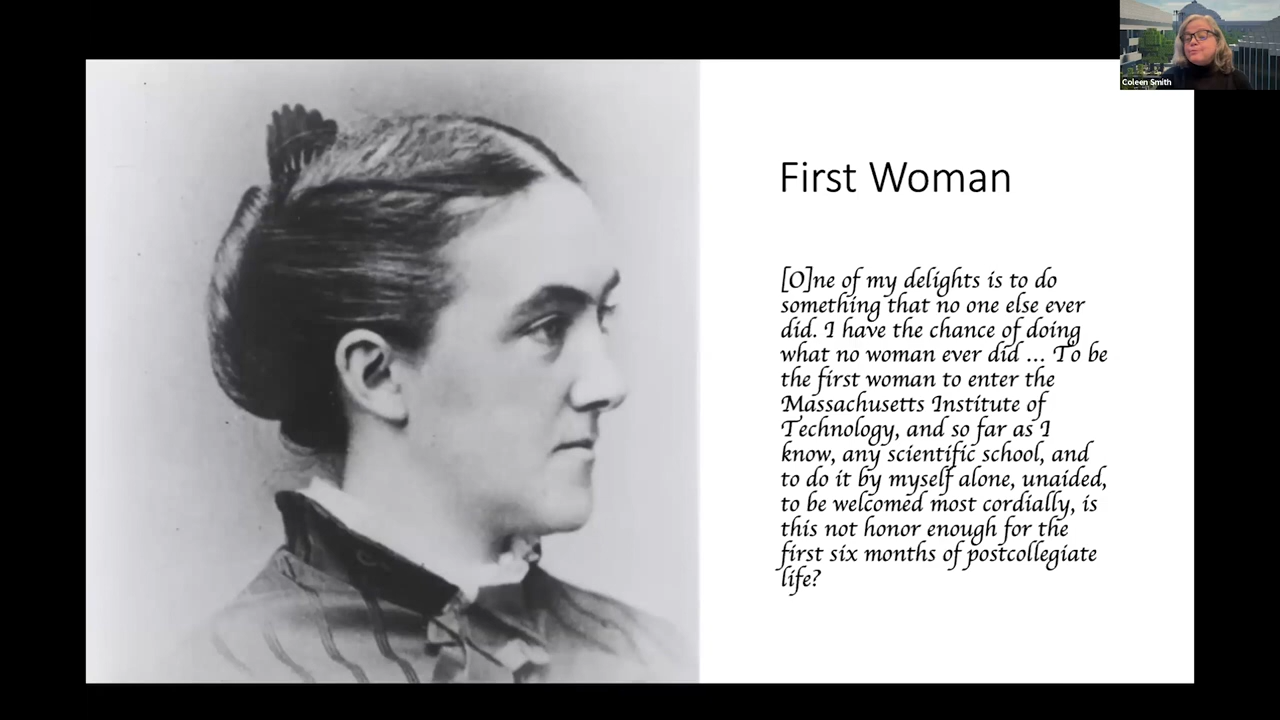 Coleen Smith
First Woman
[O]ne of my delights is to do
something that no one else ever
did. I have the chance of doing
what no woman ever did ... To be
the first woman to enter the
Massachusetts Institute of
Technology, and so far as I
know, any scientific school, and
to do it by myself alone, unaided,
to be welcomed most cordially, is
this not honor enough for the
first six months of postcollegiate
life?